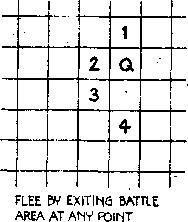 1
2 Q
3
4
FLEE BY EXITING BATTLE
AREA AT ANY POINT